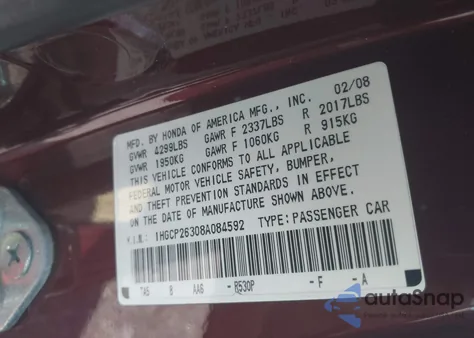 MFD. BY HONDA OF AMERICA MFG., INC. 02/08
GVWR 4299LBS GAWR F 2337LBS R 2017LBS
GVWR 1950KG GAWR F 1060KG R 915KG
THIS VEHICLE CONFORMS TO ALL APPLICABLE
FEDERAL MOTOR VEHICLE SAFETY, BUMPER,
AND THEFT PREVENTION STANDARDS IN EFFECT
ON THE DATE OF MANUFACTURE SHOWN ABOVE.
1HGCP26308A084592 TYPE:PASSENGER CAR
TA5 B AA6 - R530P - F - A
autoSnap